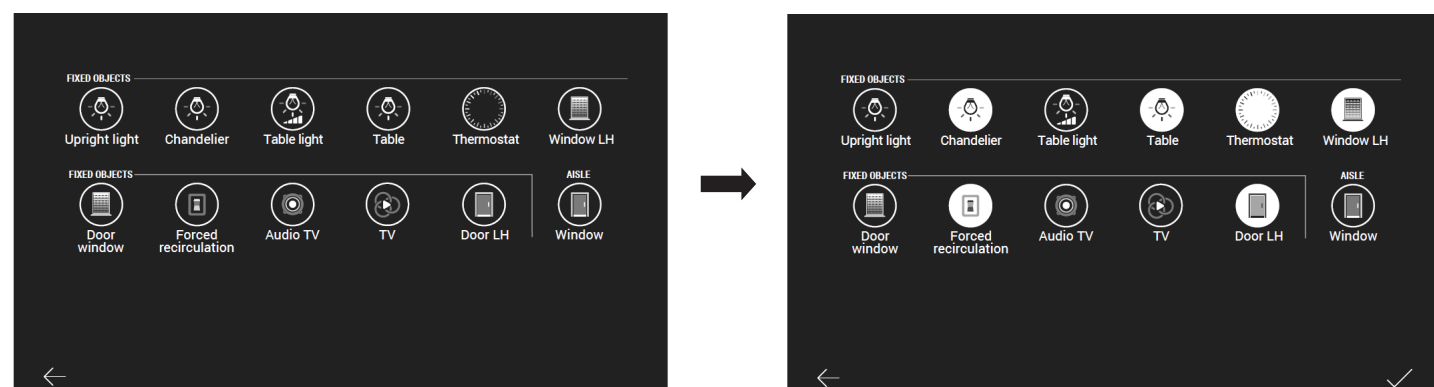 FIXED OBJECTS
Upright light Chandelier Table light Table Thermostat Window LH
FIXED OBJECTS AISLE
Door window Forced recirculation Audio TV TV Door LH Window
FIXED OBJECTS
Upright light Chandelier Table light Table Thermostat Window LH
FIXED OBJECTS AISLE
Door window Forced recirculation Audio TV TV Door LH Window